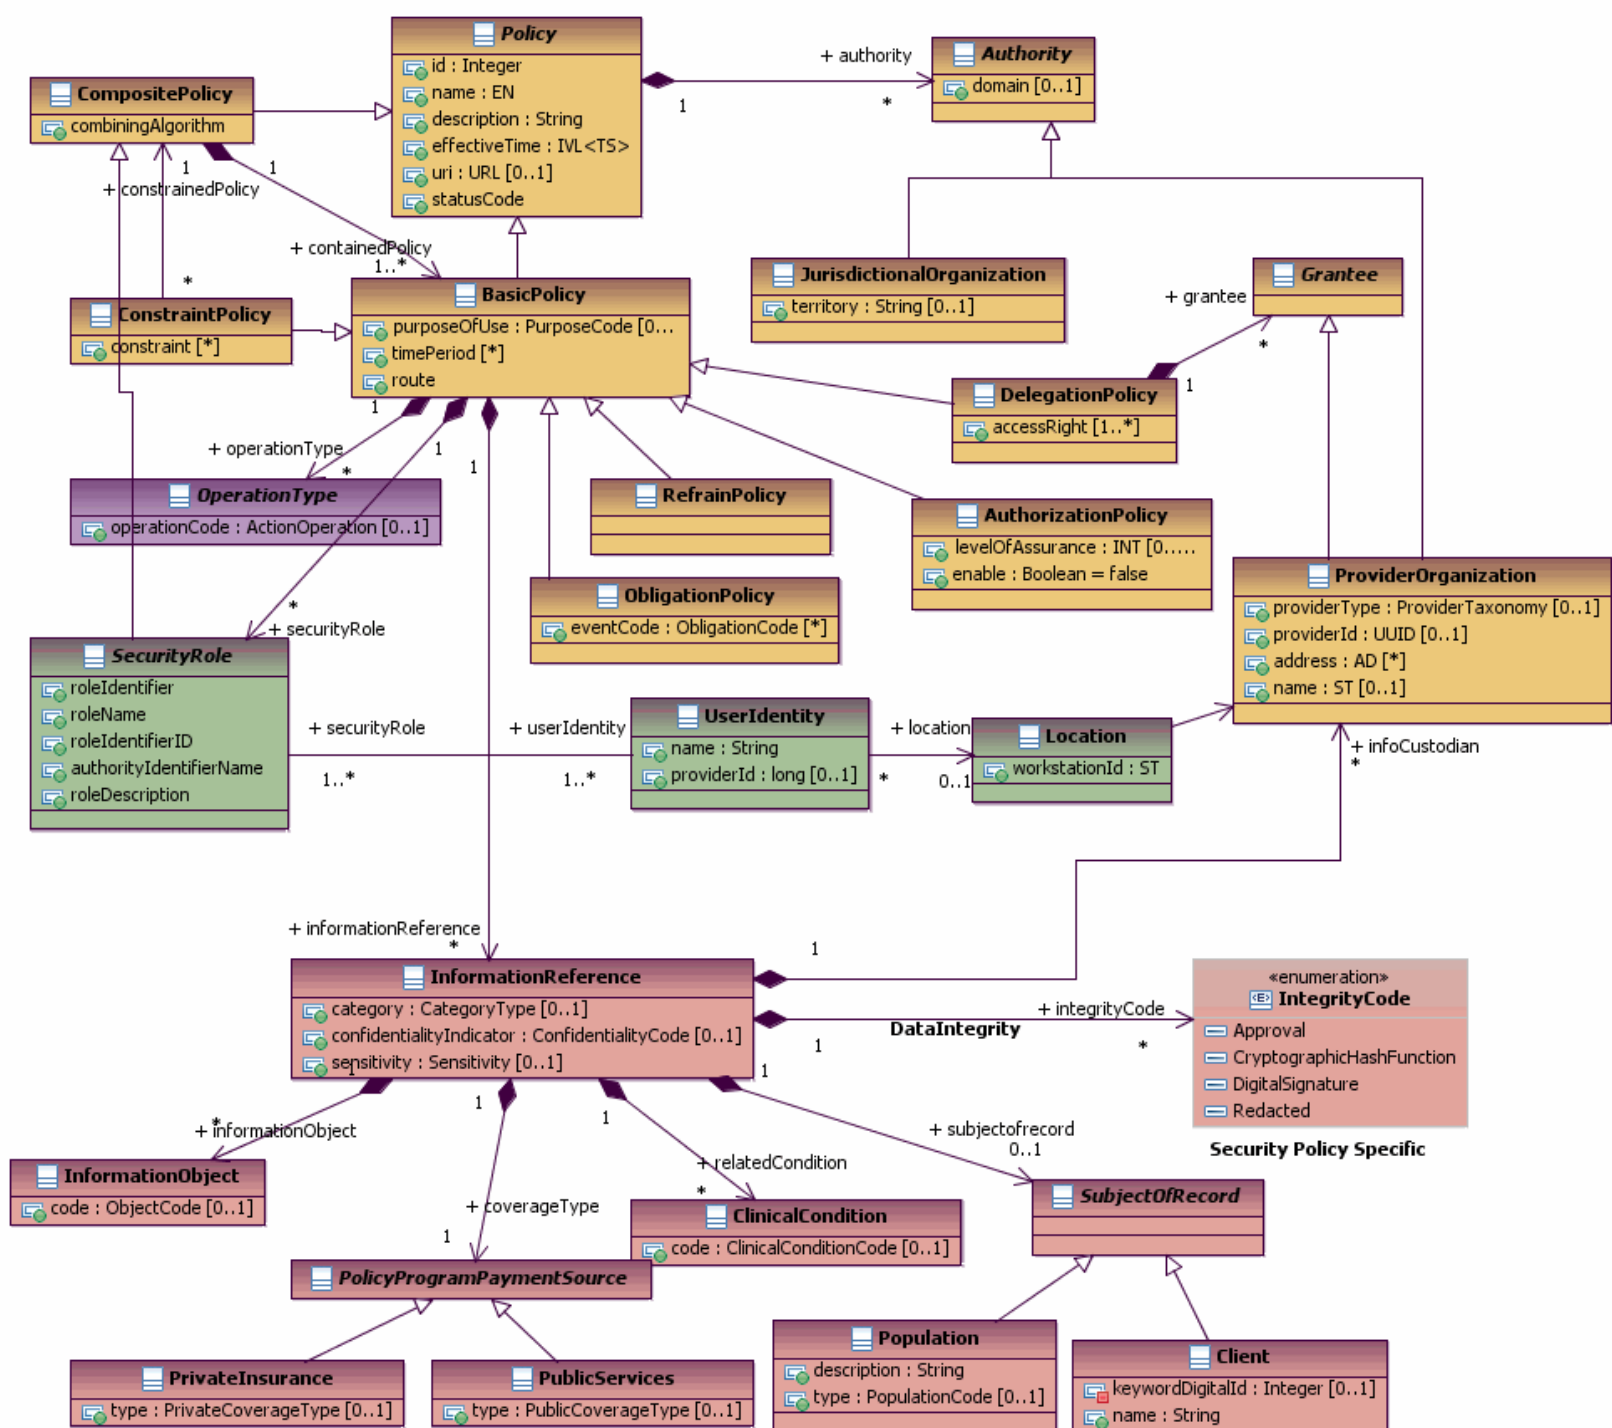 Policy
id : Integer
name : EN
description : String
effectiveTime : IVL<TS>
uri : URL [0..1]
statusCode
+ authority
1
*
Authority
domain [0..1]
CompositePolicy
combiningAlgorithm
1
+ constrainedPolicy
*
1
+ containedPolicy
1..*
ConstraintPolicy
constraint [*]
BasicPolicy
purposeOfUse : PurposeCode [0...
timePeriod [*]
route
JurisdictionalOrganization
territory : String [0..1]
Grantee
+ grantee
*
1
DelegationPolicy
accessRight [1..*]
1
+ operationType
*
1
1
OperationType
operationCode : ActionOperation [0..1]
RefrainPolicy
AuthorizationPolicy
levelOfAssurance : INT [0.....
enable : Boolean = false
ObligationPolicy
eventCode : ObligationCode [*]
ProviderOrganization
providerType : ProviderTaxonomy [0..1]
providerId : UUID [0..1]
address : AD [*]
name : ST [0..1]
*
+ securityRole
SecurityRole
roleIdentifier
roleName
roleIdentifierID
authorityIdentifierName
roleDescription
+ securityRole
1..*
+ userIdentity
1..*
UserIdentity
name : String
providerId : long [0..1]
+ location
*
0..1
Location
workstationId : ST
+ infoCustodian
*
+ informationReference
*
1
InformationReference
category : CategoryType [0..1]
confidentialityIndicator : ConfidentialityCode [0..1]
sensitivity : Sensitivity [0..1]
+ integrityCode
DataIntegrity
1
*
«enumeration»
IntegrityCode
Approval
CryptographicHashFunction
DigitalSignature
Redacted
Security Policy Specific
1
*
+ informationObject
InformationObject
code : ObjectCode [0..1]
1
+ coverageType
1
1
+ relatedCondition
*
ClinicalCondition
code : ClinicalConditionCode [0..1]
1
+ subjectofrecord
0..1
SubjectOfRecord
PolicyProgramPaymentSource
PrivateInsurance
type : PrivateCoverageType [0..1]
PublicServices
type : PublicCoverageType [0..1]
Population
description : String
type : PopulationCode [0..1]
Client
keywordDigitalId : Integer [0..1]
name : String